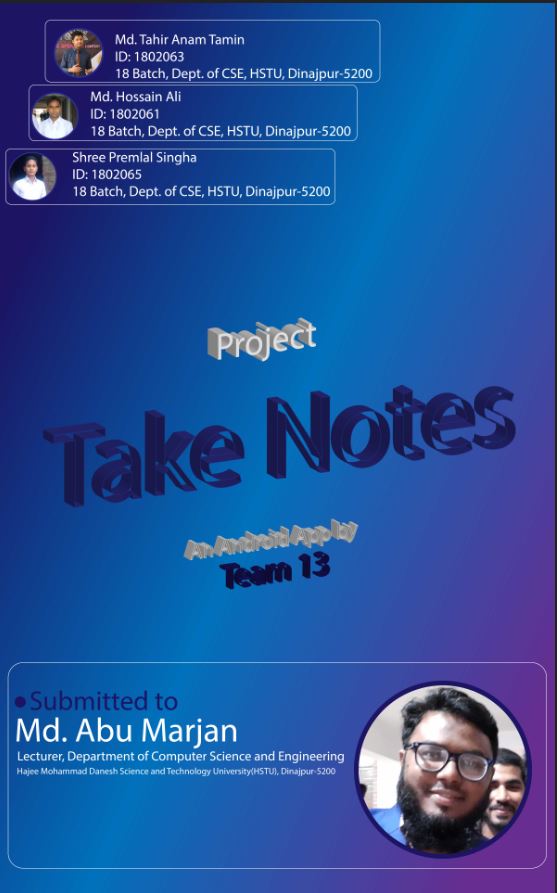 Md. Tahir Anam Tamin
ID: 1802063
18 Batch, Dept. of CSE, HSTU, Dinajpur-5200
Md. Hossain Ali
ID: 1802061
18 Batch, Dept. of CSE, HSTU, Dinajpur-5200
Shree Premlal Singha
ID: 1802065
18 Batch, Dept. of CSE, HSTU, Dinajpur-5200
Project
Take Notes
An Android App by
Team 13
•Submitted to
Md. Abu Marjan
Lecturer, Department of Computer Science and Engineering
Hajee Mohammad Danesh Science and Technology University(HSTU), Dinajpur-5200